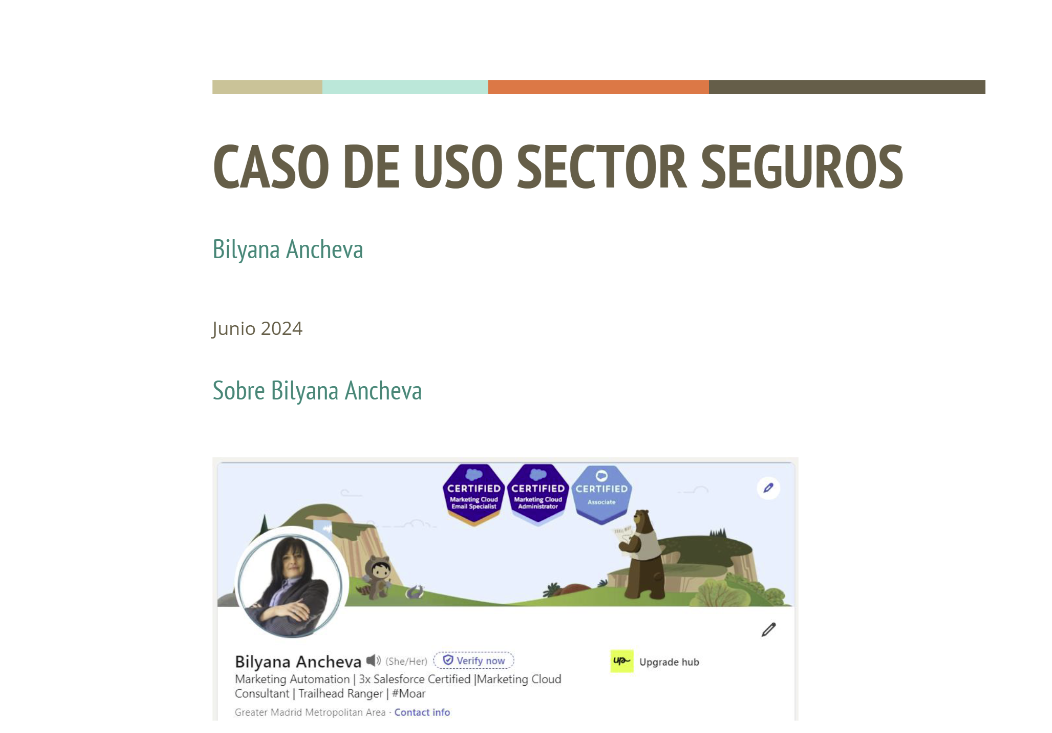 CASO DE USO SECTOR SEGUROS
Bilyana Ancheva
Junio 2024
Sobre Bilyana Ancheva
CERTIFIED
Marketing Cloud
Email Specialist
CERTIFIED
Marketing Cloud
Administrator
CERTIFIED
Associate
Bilyana Ancheva (She/Her) Verify now
up Upgrade hub
Marketing Automation | 3x Salesforce Certified |Marketing Cloud
Consultant | Trailhead Ranger | #Moar
Greater Madrid Metropolitan Area · Contact info